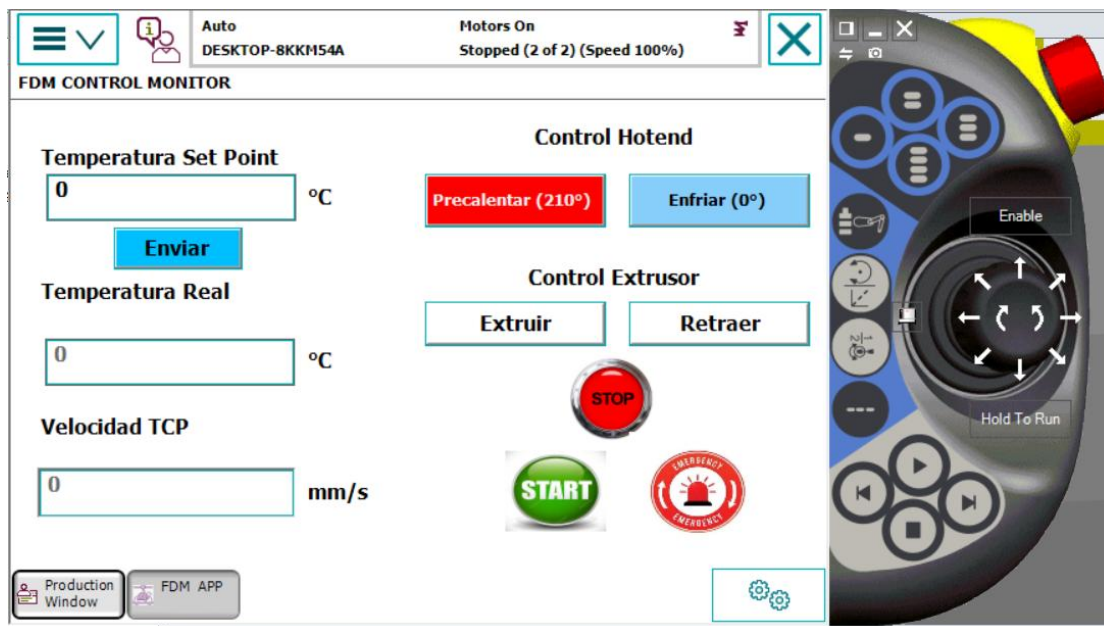 Auto
DESKTOP-8KKM54A
Motors On
Stopped (2 of 2) (Speed 100%)
FDM CONTROL MONITOR
Temperatura Set Point
0
°C
Enviar
Temperatura Real
0
°C
Velocidad TCP
0
mm/s
Control Hotend
Precalentar (210°)
Enfriar (0°)
Control Extrusor
Extruir
Retraer
STOP
START
EMERGENCY
EMERGENCY
Production
Window
FDM APP
Enable
Hold To Run